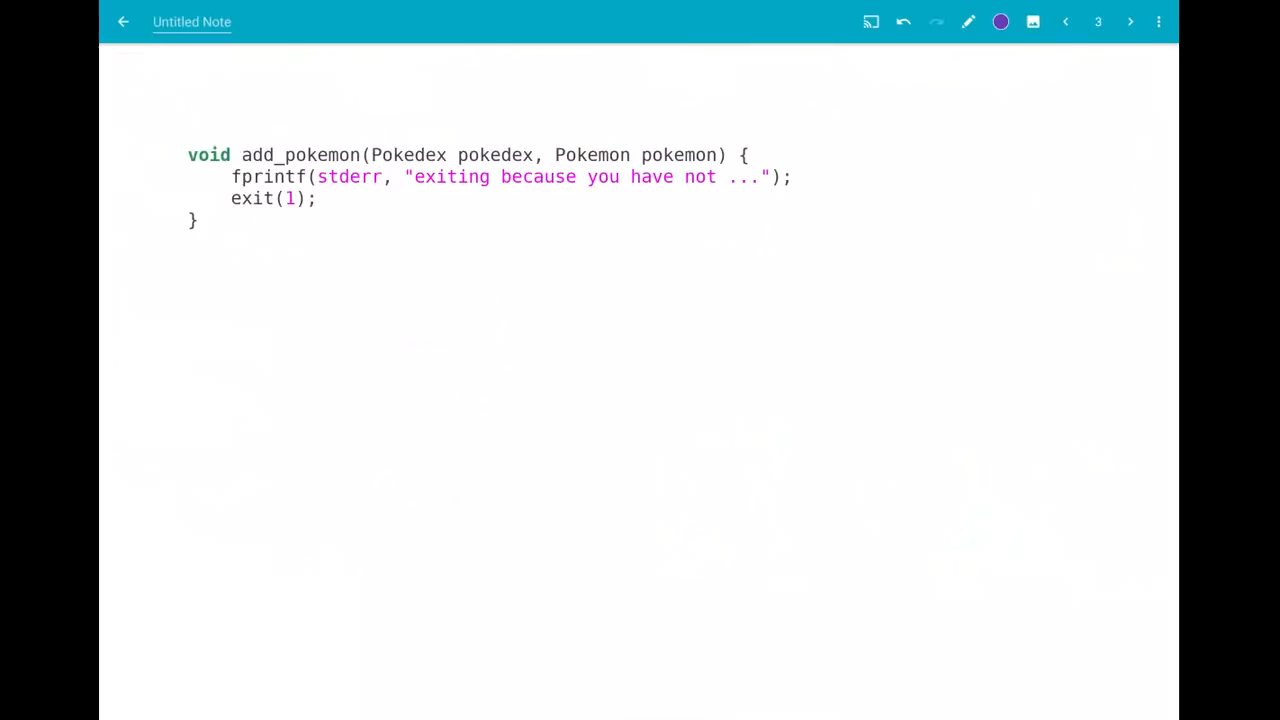 Untitled Note
3
void add_pokemon(Pokedex pokedex, Pokemon pokemon) {
    fprintf(stderr, "exiting because you have not ...");
    exit(1);
}